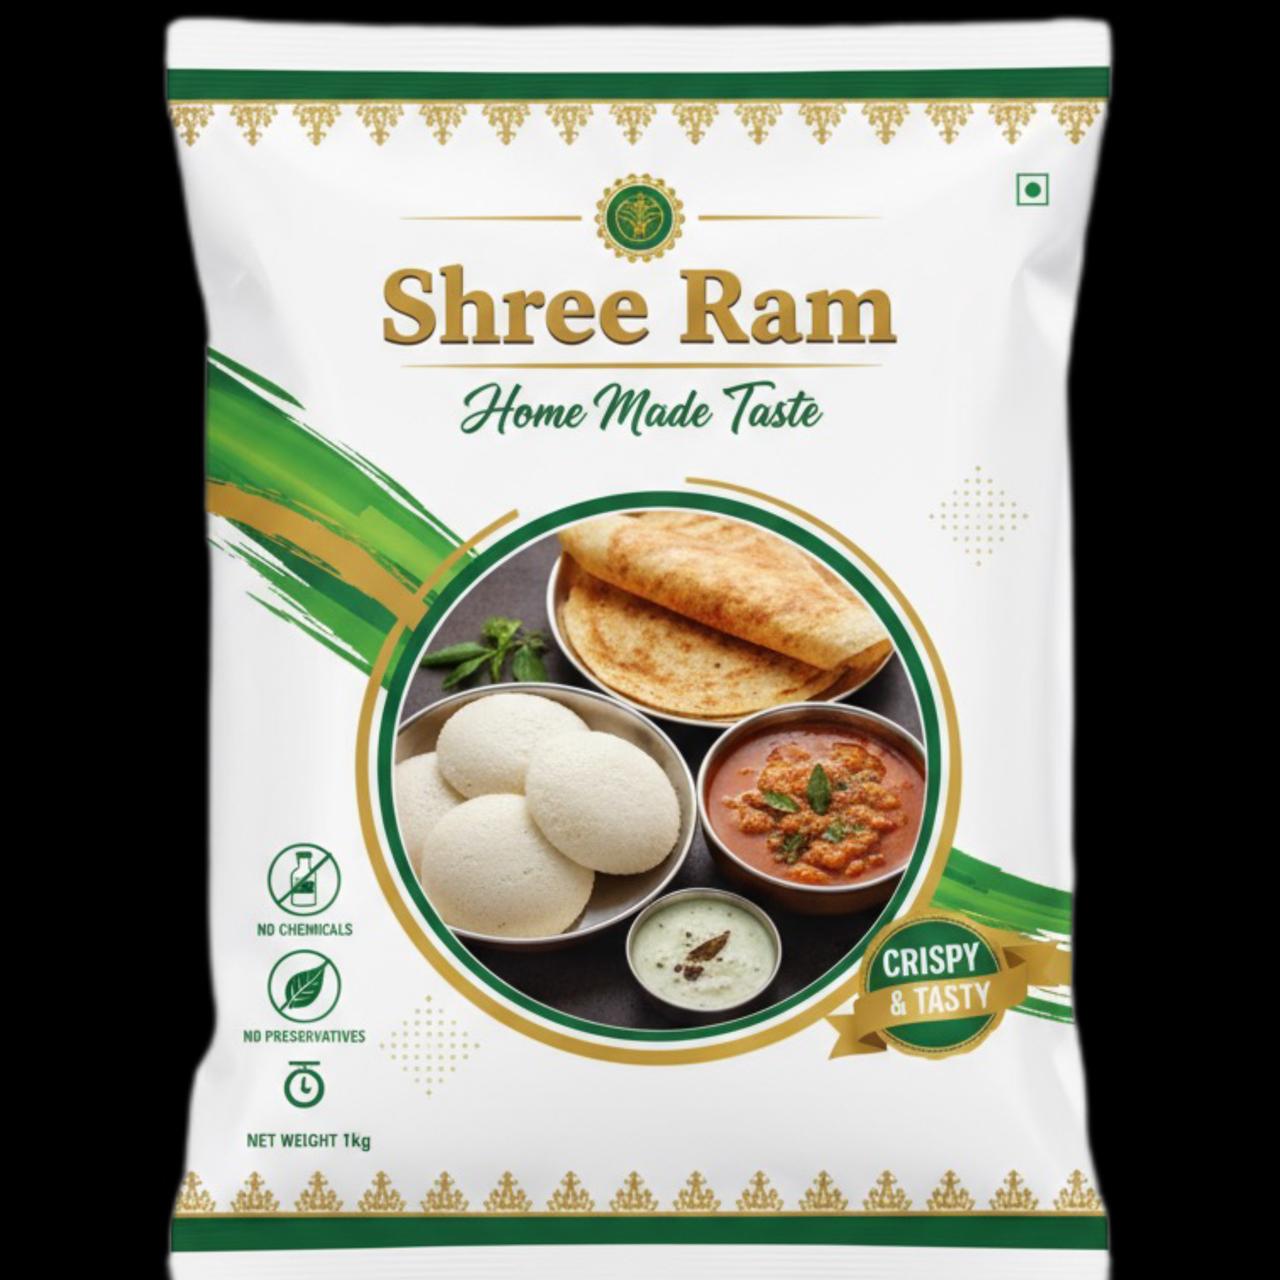 Shree Ram
Home Made Taste
NO CHEMICALS
NO PRESERVATIVES
NET WEIGHT 1kg
CRISPY
& TASTY